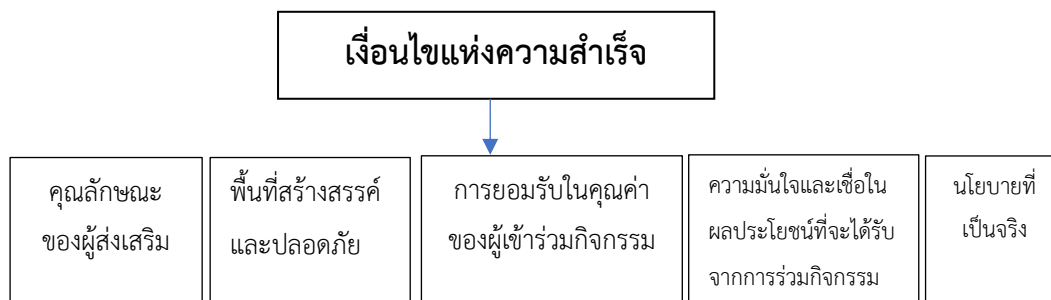 เงื่อนไขแห่งความสำเร็จ
คุณลักษณะ
ของผู้ส่งเสริม
พื้นที่สร้างสรรค์
และปลอดภัย
การยอมรับในคุณค่า
ของผู้เข้าร่วมกิจกรรม
ความมั่นใจและเชื่อใน
ผลประโยชน์ที่จะได้รับ
จากการร่วมกิจกรรม
นโยบายที่
เป็นจริง